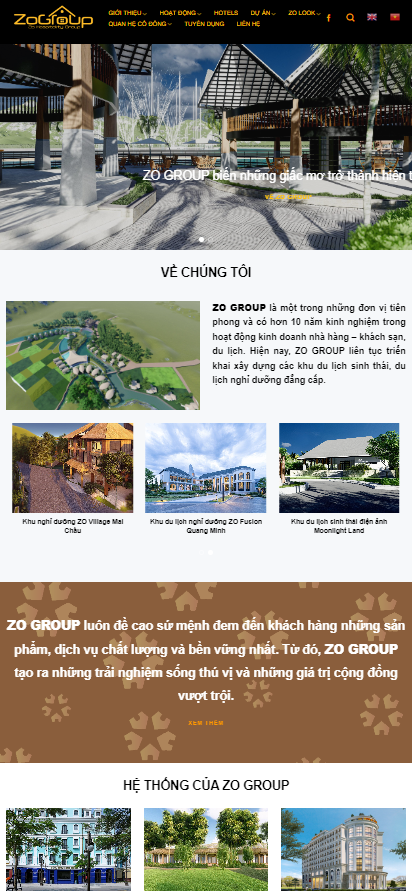 ZoGroup
Zo Hospitality Group
GIỚI THIỆU HOẠT ĐỘNG HOTELS DỰ ÁN ZO LOOK
QUAN HỆ CỔ ĐÔNG TUYỂN DỤNG LIÊN HỆ
ZO GROUP biến những giấc mơ trở thành hiện t
VỀ CHÚNG TÔI
ZO GROUP là một trong những đơn vị tiên
phong và có hơn 10 năm kinh nghiệm trong
hoạt động kinh doanh nhà hàng – khách sạn,
du lịch. Hiện nay, ZO GROUP liên tục triển
khai xây dựng các khu du lịch sinh thái, du
lịch nghỉ dưỡng đẳng cấp.
Khu nghỉ dưỡng ZO Village Mai
Châu
Khu du lịch nghỉ dưỡng ZO Fusion
Quang Minh
Khu du lịch sinh thái điện ảnh
Moonlight Land
ZO GROUP luôn đề cao sứ mệnh đem đến khách hàng những sản
phẩm, dịch vụ chất lượng và bền vững nhất. Từ đó, ZO GROUP
tạo ra những trải nghiệm sống thú vị và những giá trị cộng đồng
vượt trội.
XEM THÊM
HỆ THỐNG CỦA ZO GROUP